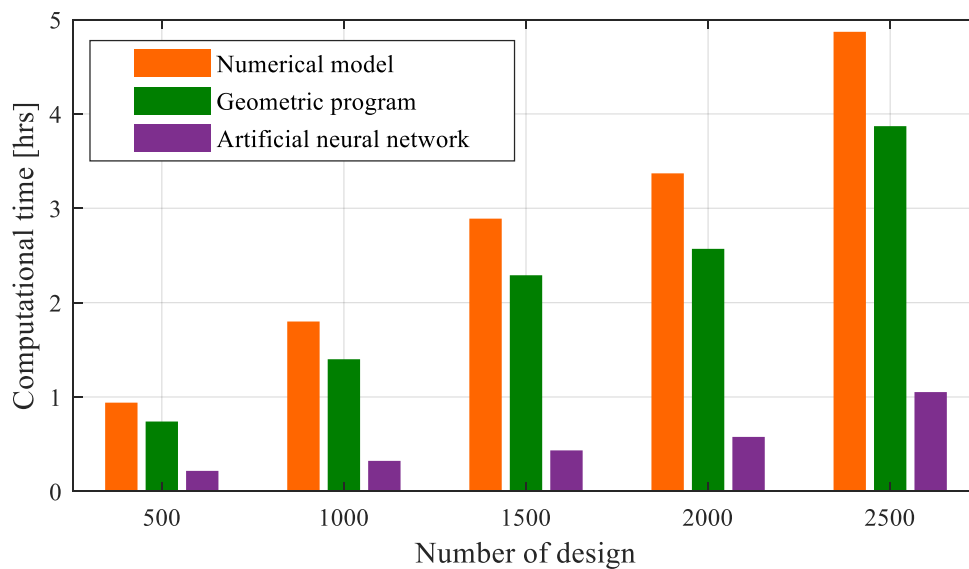 5
4
3
2
1
0
Computational time [hrs]
Numerical model
Geometric program
Artificial neural network
500 1000 1500 2000 2500
Number of design